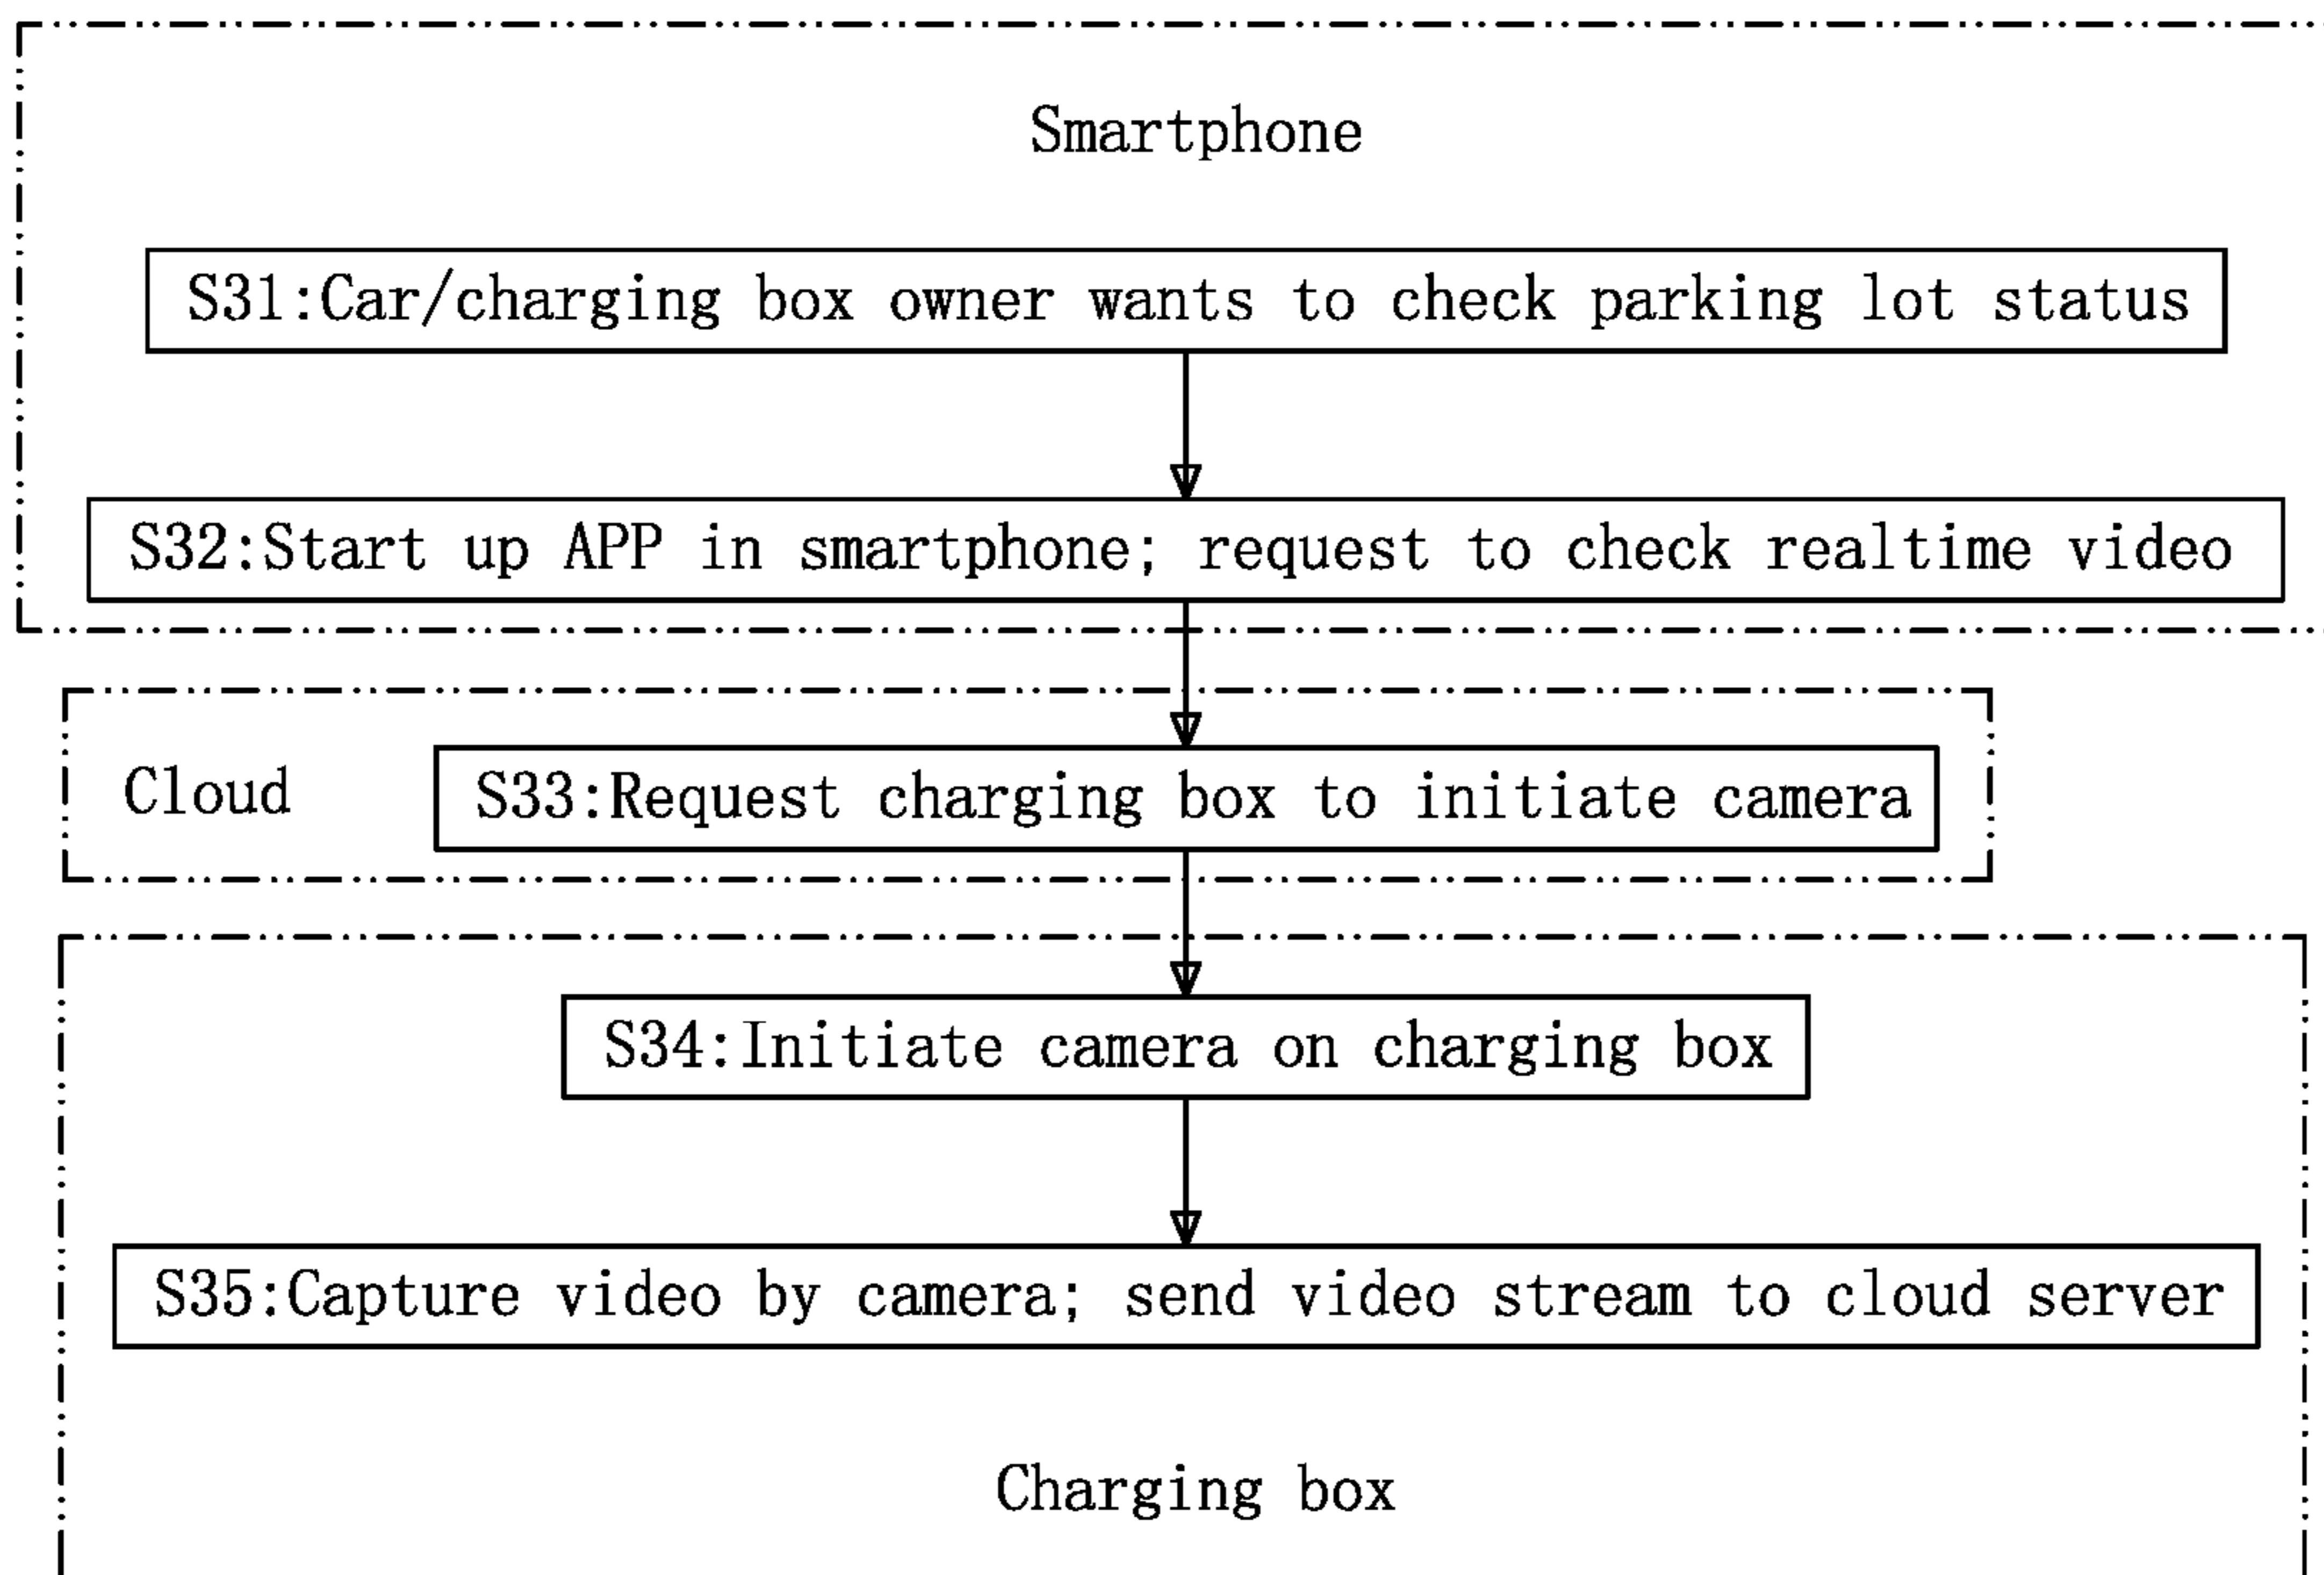 Smartphone
S31:Car/charging box owner wants to check parking lot status
S32:Start up APP in smartphone; request to check realtime video
Cloud
S33:Request charging box to initiate camera
S34:Initiate camera on charging box
S35:Capture video by camera; send video stream to cloud server
Charging box